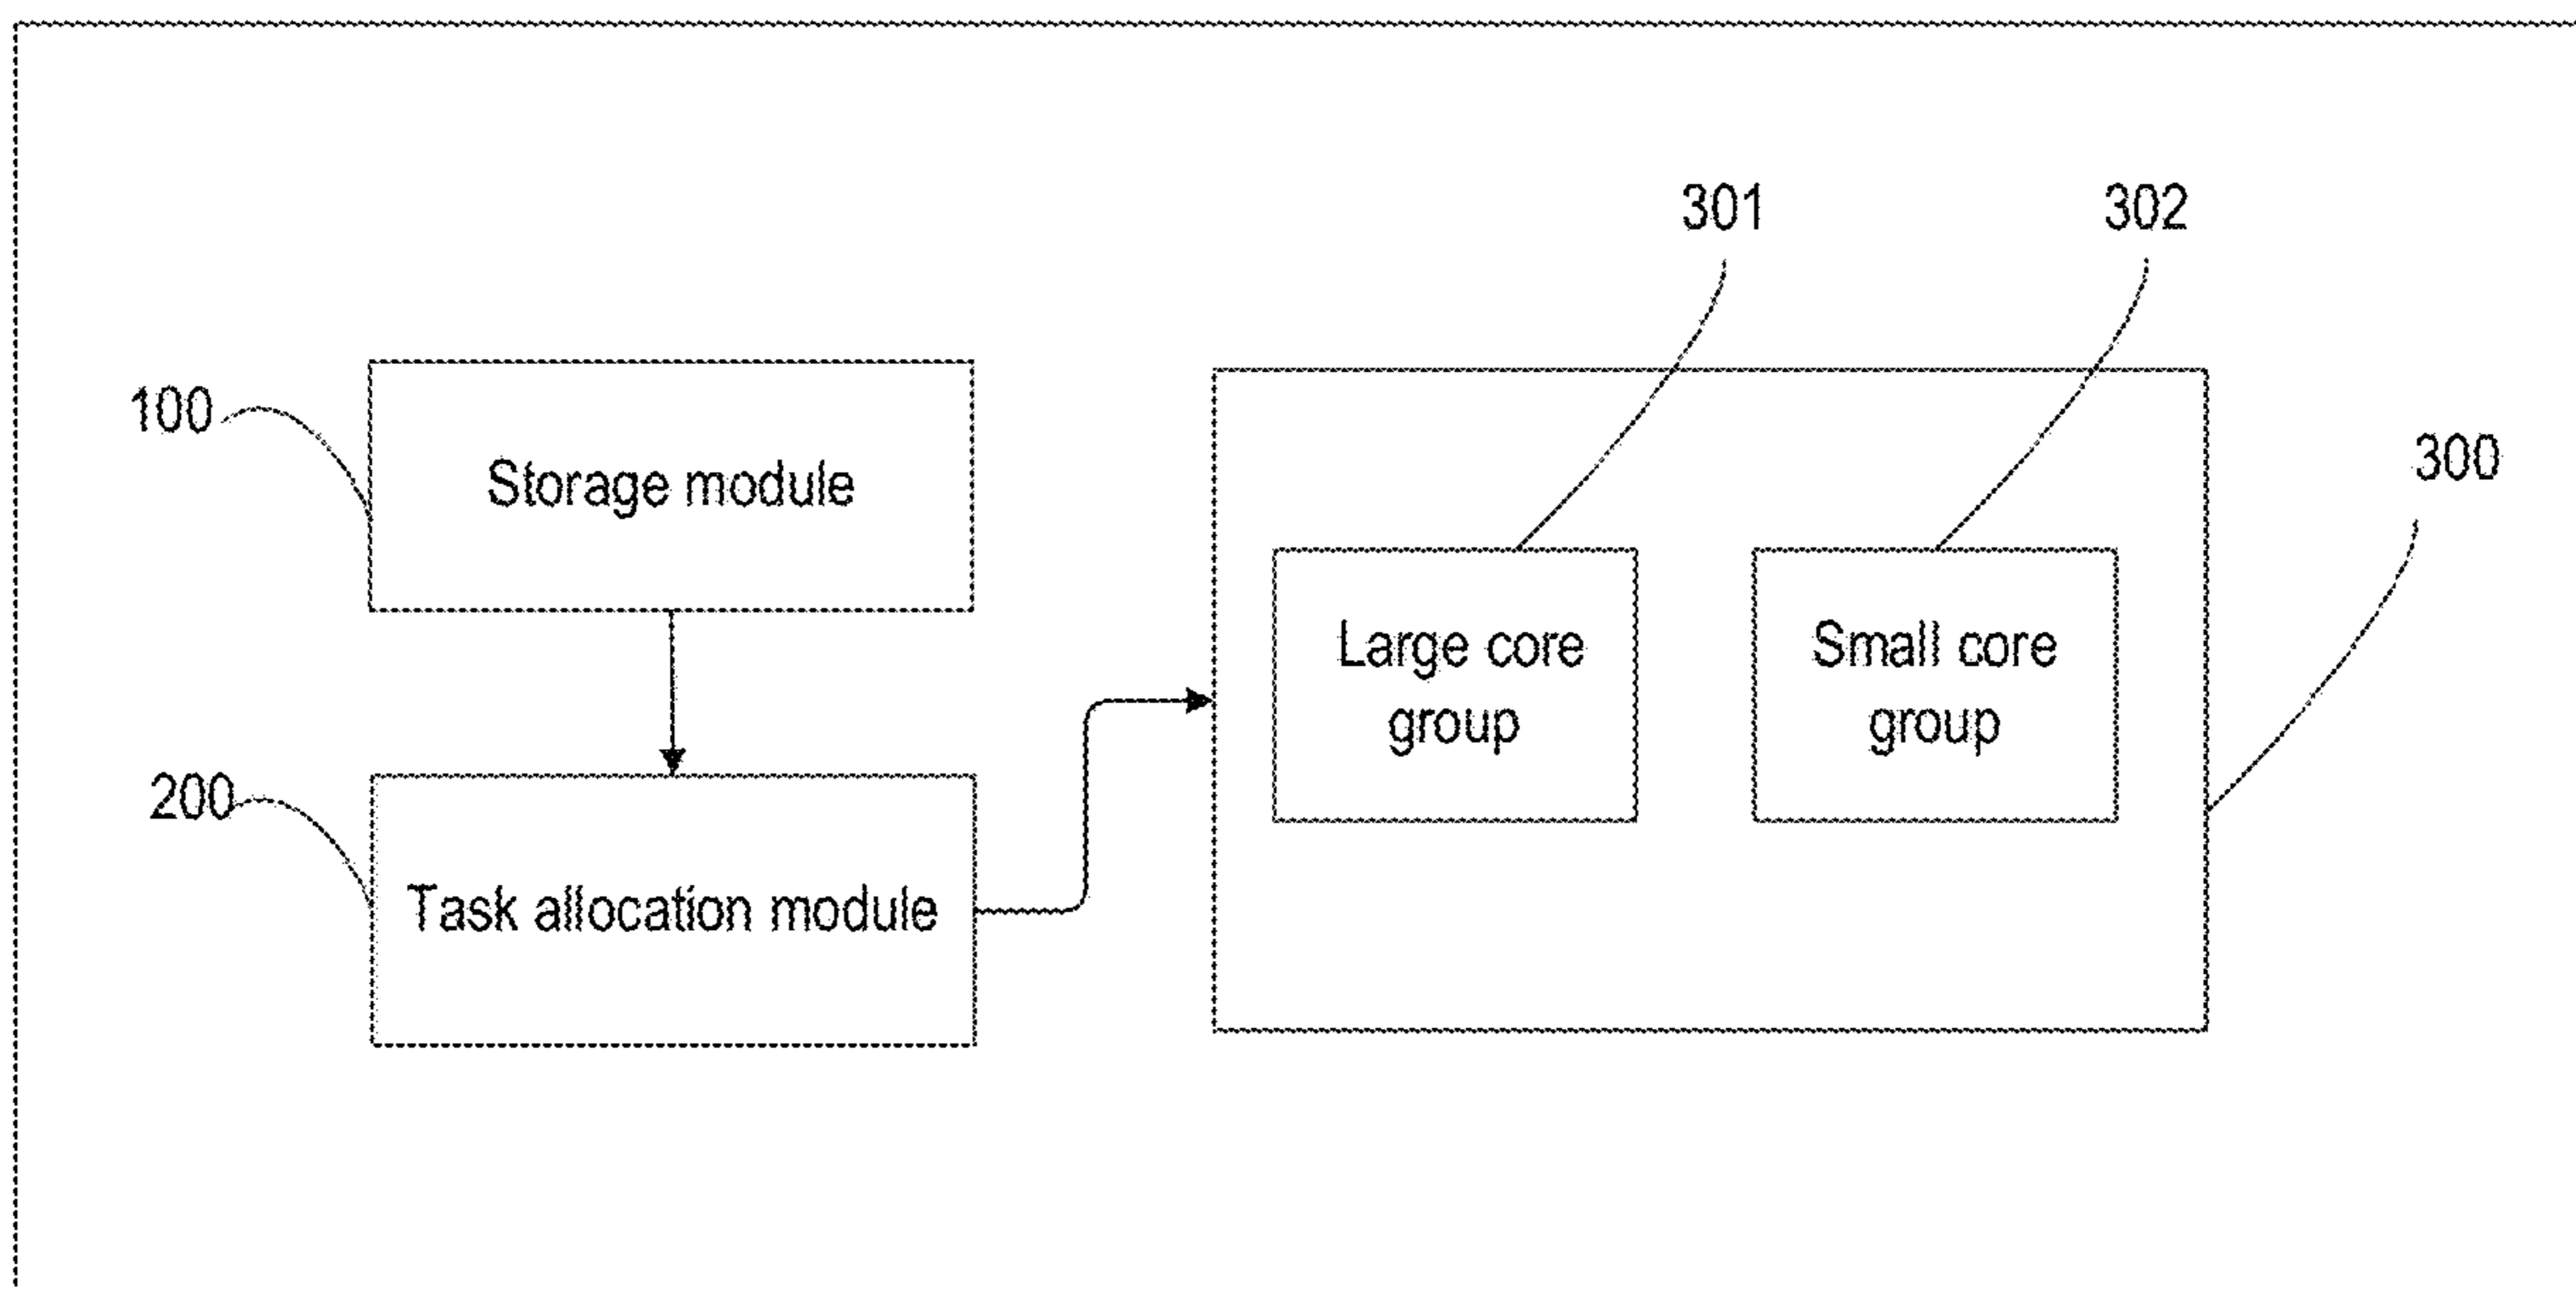 301
302
100
Storage module
300
Large core
group
Small core
group
200
Task allocation module